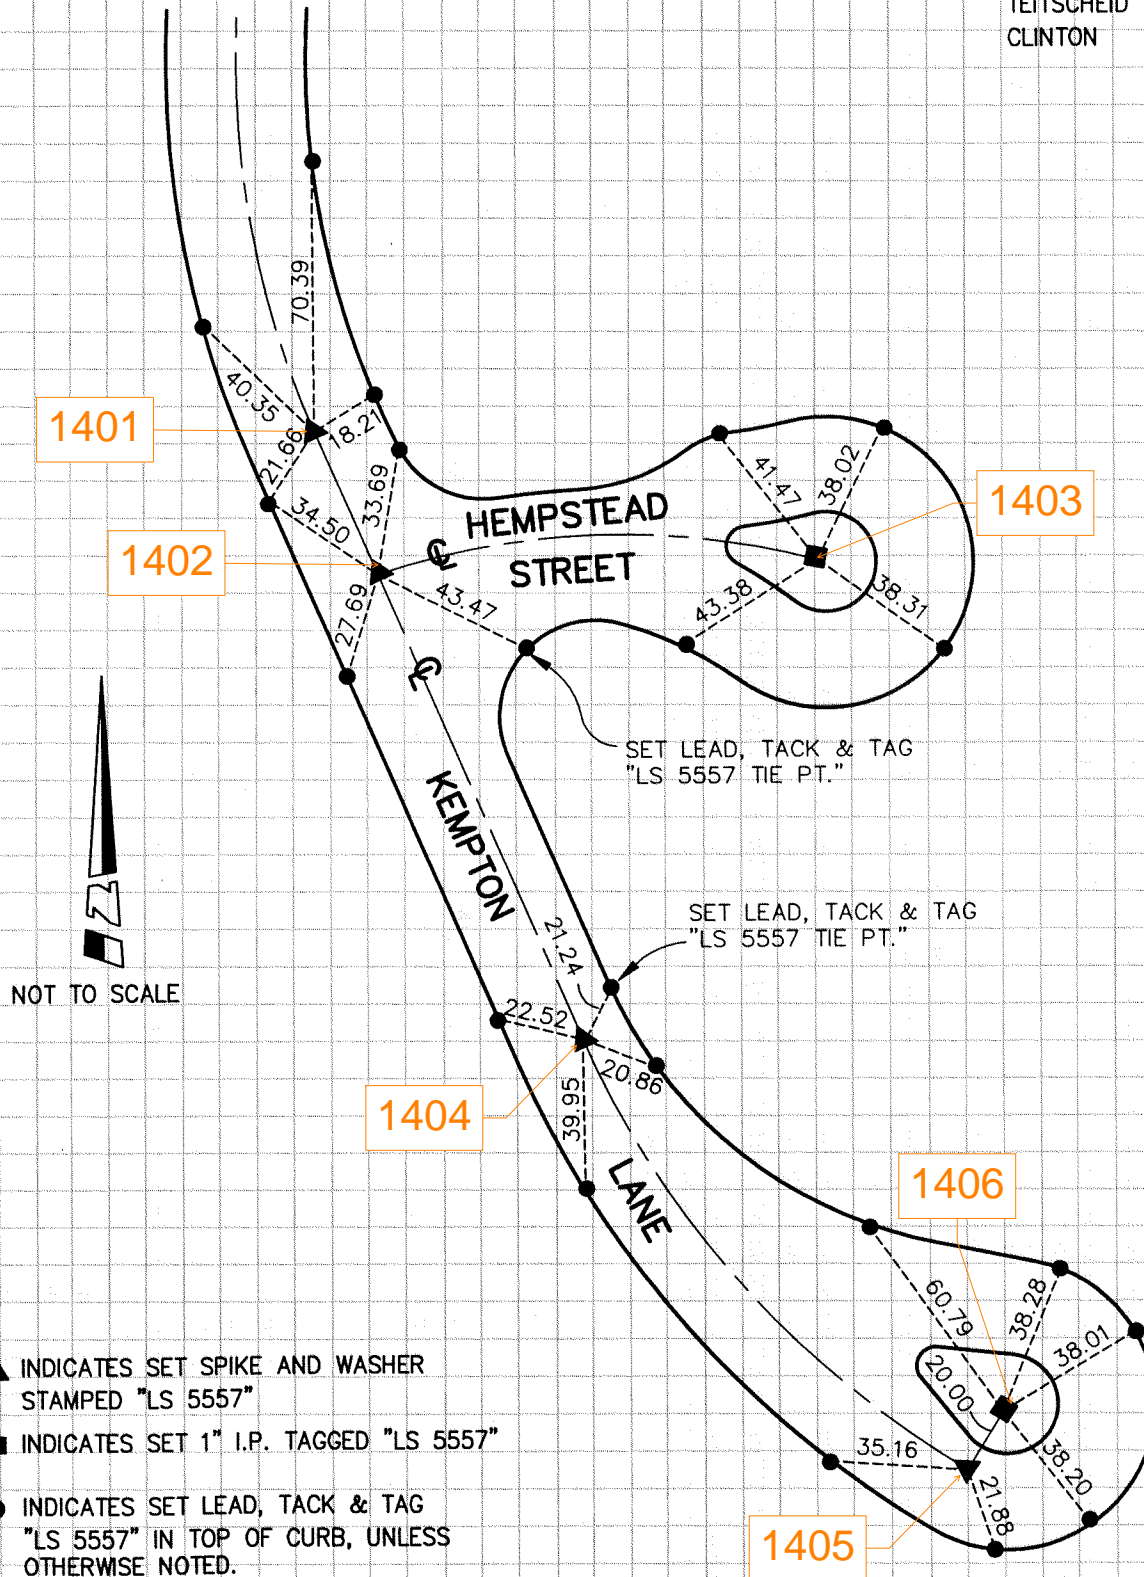 TEITSCHEID
CLINTON
70.39
40.35
1401
18.21
21.66
33.69
34.50
1402
HEMPSTEAD
STREET
41.47
38.02
1403
27.69
43.47
43.38
38.31
SET LEAD, TACK & TAG
"LS 5557 TIE PT."
KEMPTON
SET LEAD, TACK & TAG
"LS 5557 TIE PT."
NOT TO SCALE
21.24
22.52
20.86
1404
39.95
LANE
1406
60.79
38.28
38.01
20.00
35.16
38.20
21.88
1405
INDICATES SET SPIKE AND WASHER
STAMPED "LS 5557"
INDICATES SET 1" I.P. TAGGED "LS 5557"
INDICATES SET LEAD, TACK & TAG
"LS 5557" IN TOP OF CURB, UNLESS
OTHERWISE NOTED.